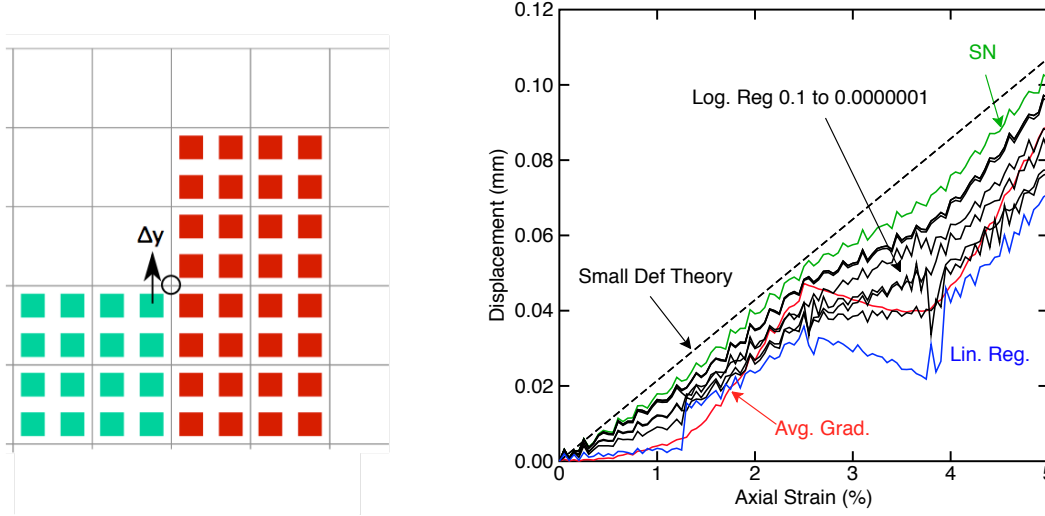 Δy
0.12
0.10
0.08
0.06
0.04
0.02
0.00
Displacement (mm)
SN
Log. Reg 0.1 to 0.0000001
Small Def Theory
Lin. Reg.
Avg. Grad.
0
1
2
3
4
5
Axial Strain (%)